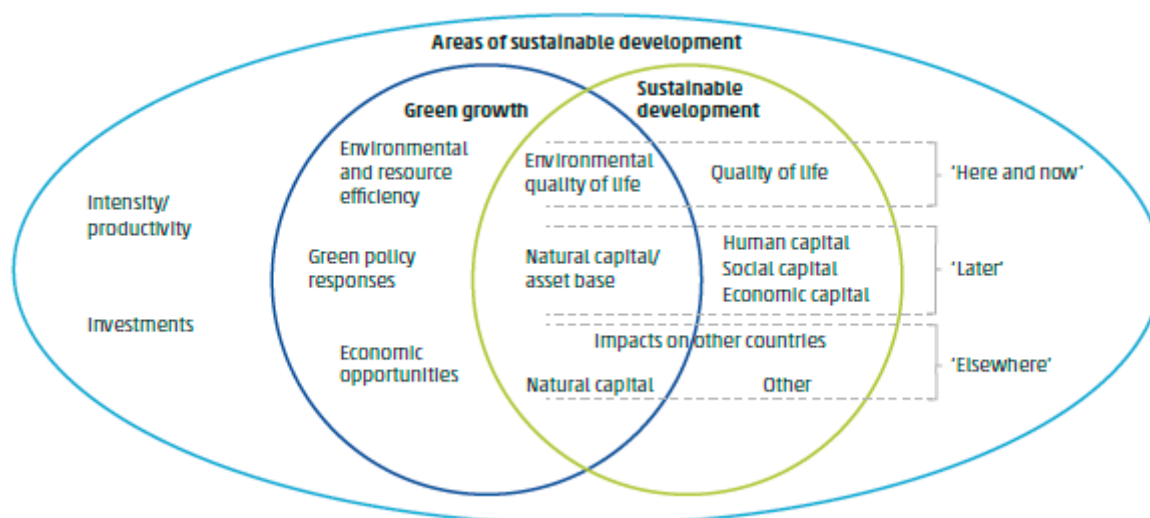 Areas of sustainable development
Green growth
Sustainable
development
Environmental
and resource
efficiency
Environmental
quality of life
Quality of life
'Here and now'
Intensity/
productivity
Green policy
responses
Natural capital/
asset base
Human capital
Social capital
Economic capital
'Later'
Investments
Economic
opportunities
Impacts on other countries
Natural capital
Other
'Elsewhere'